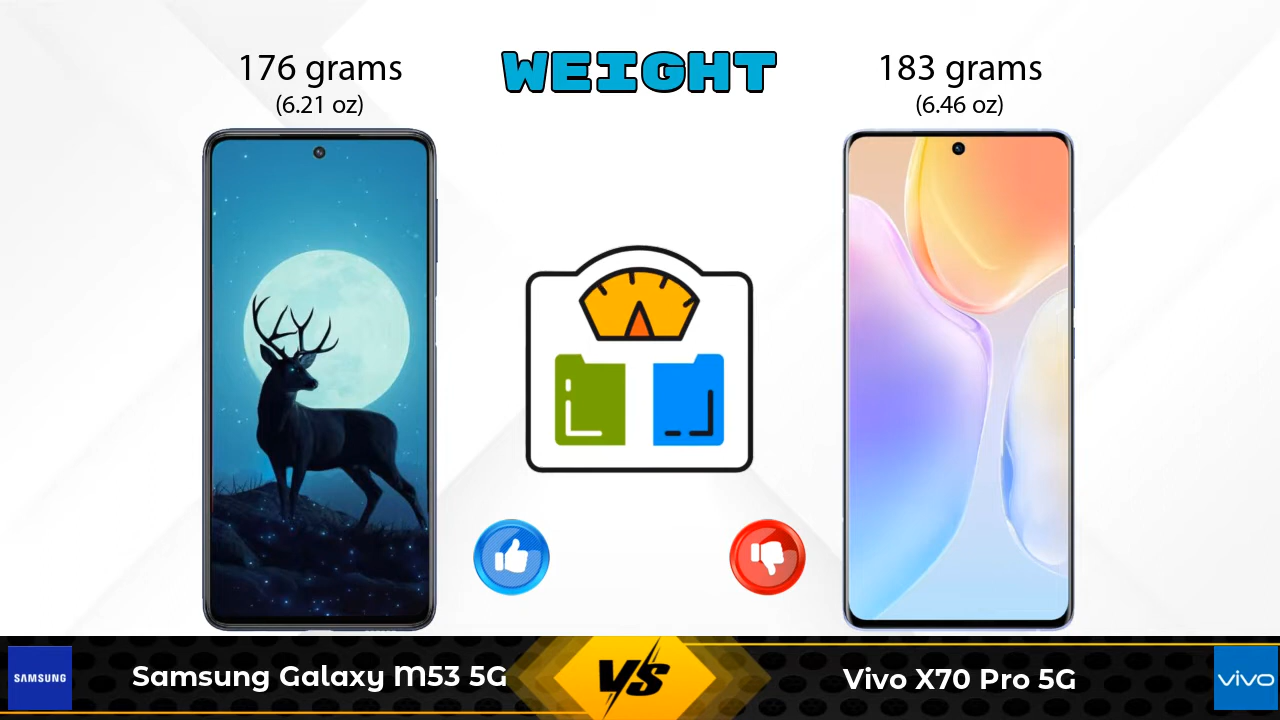 WEIGHT
176 grams
(6.21 oz)
183 grams
(6.46 oz)
SAMSUNG
Samsung Galaxy M53 5G
VS
Vivo X70 Pro 5G
vivo